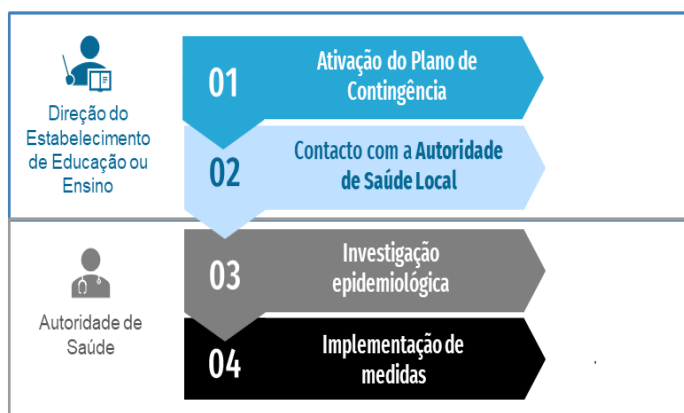 Direção do
Estabelecimento
de Educação ou
Ensino
01
Ativação do Plano de
Contingência
02
Contacto com a Autoridade
de Saúde Local
Autoridade de
Saúde
03
Investigação
epidemiológica
04
Implementação de
medidas
.